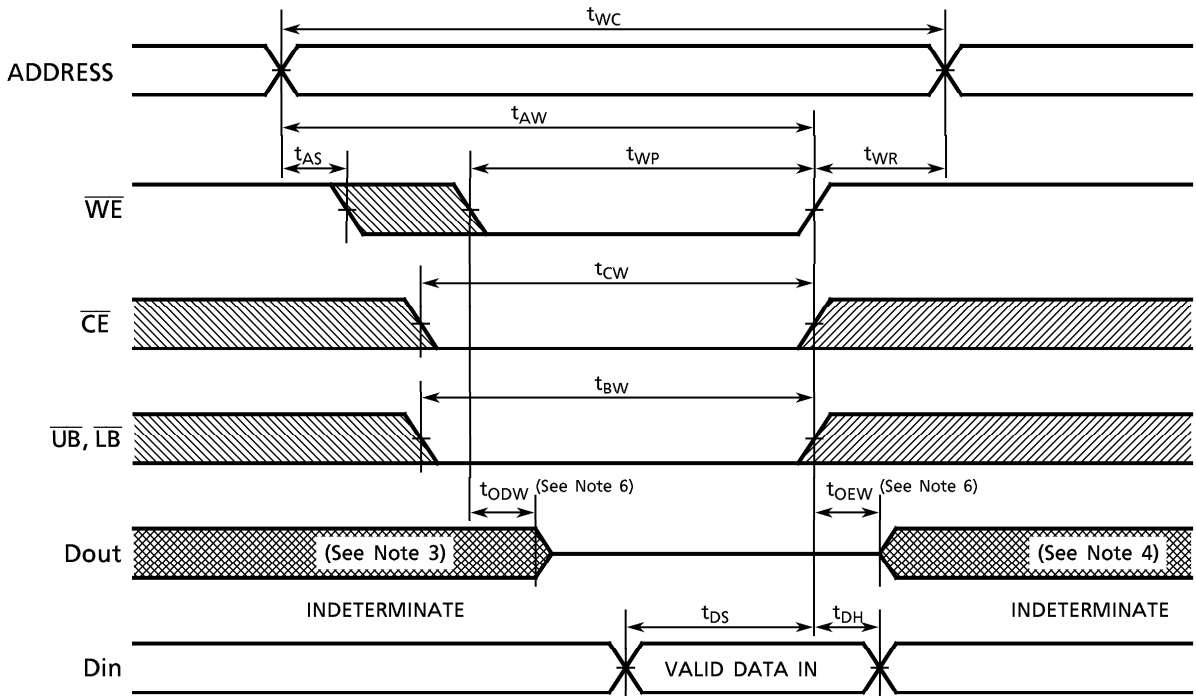 tWC
ADDRESS
tAW
tAS
tWP
tWR
WE
tCW
CE
tBW
UB, LB
tODW (See Note 6)
tOEW (See Note 6)
Dout
(See Note 3)
(See Note 4)
INDETERMINATE
INDETERMINATE
tDS
tDH
Din
VALID DATA IN